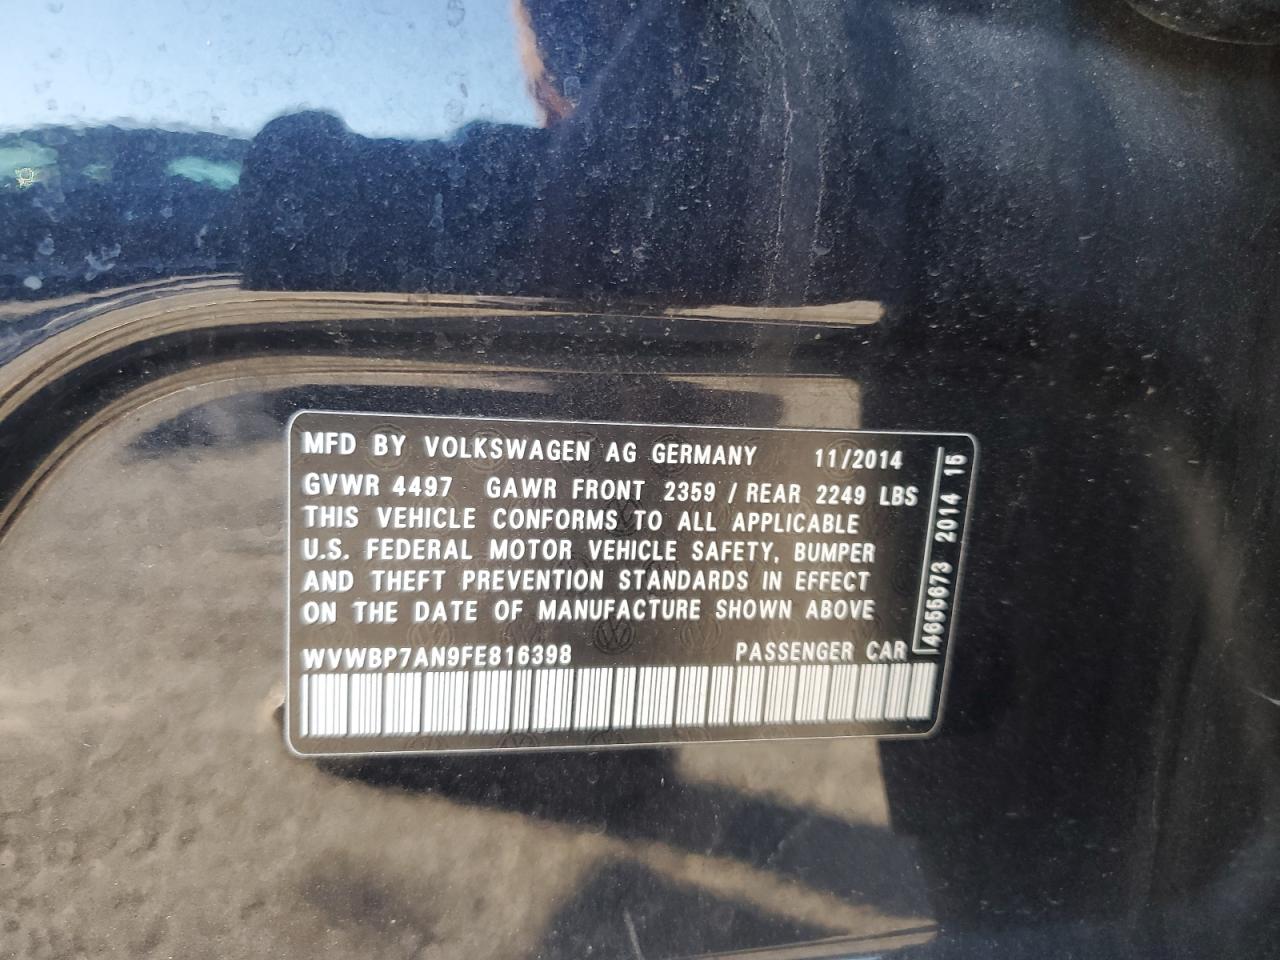 MFD BY VOLKSWAGEN AG GERMANY 11/2014
GVWR 4497 GAWR FRONT 2359 / REAR 2249 LBS
THIS VEHICLE CONFORMS TO ALL APPLICABLE
U.S. FEDERAL MOTOR VEHICLE SAFETY, BUMPER
AND THEFT PREVENTION STANDARDS IN EFFECT
ON THE DATE OF MANUFACTURE SHOWN ABOVE
WVWBP7AN9FE816398 PASSENGER CAR
4655673 2014 15